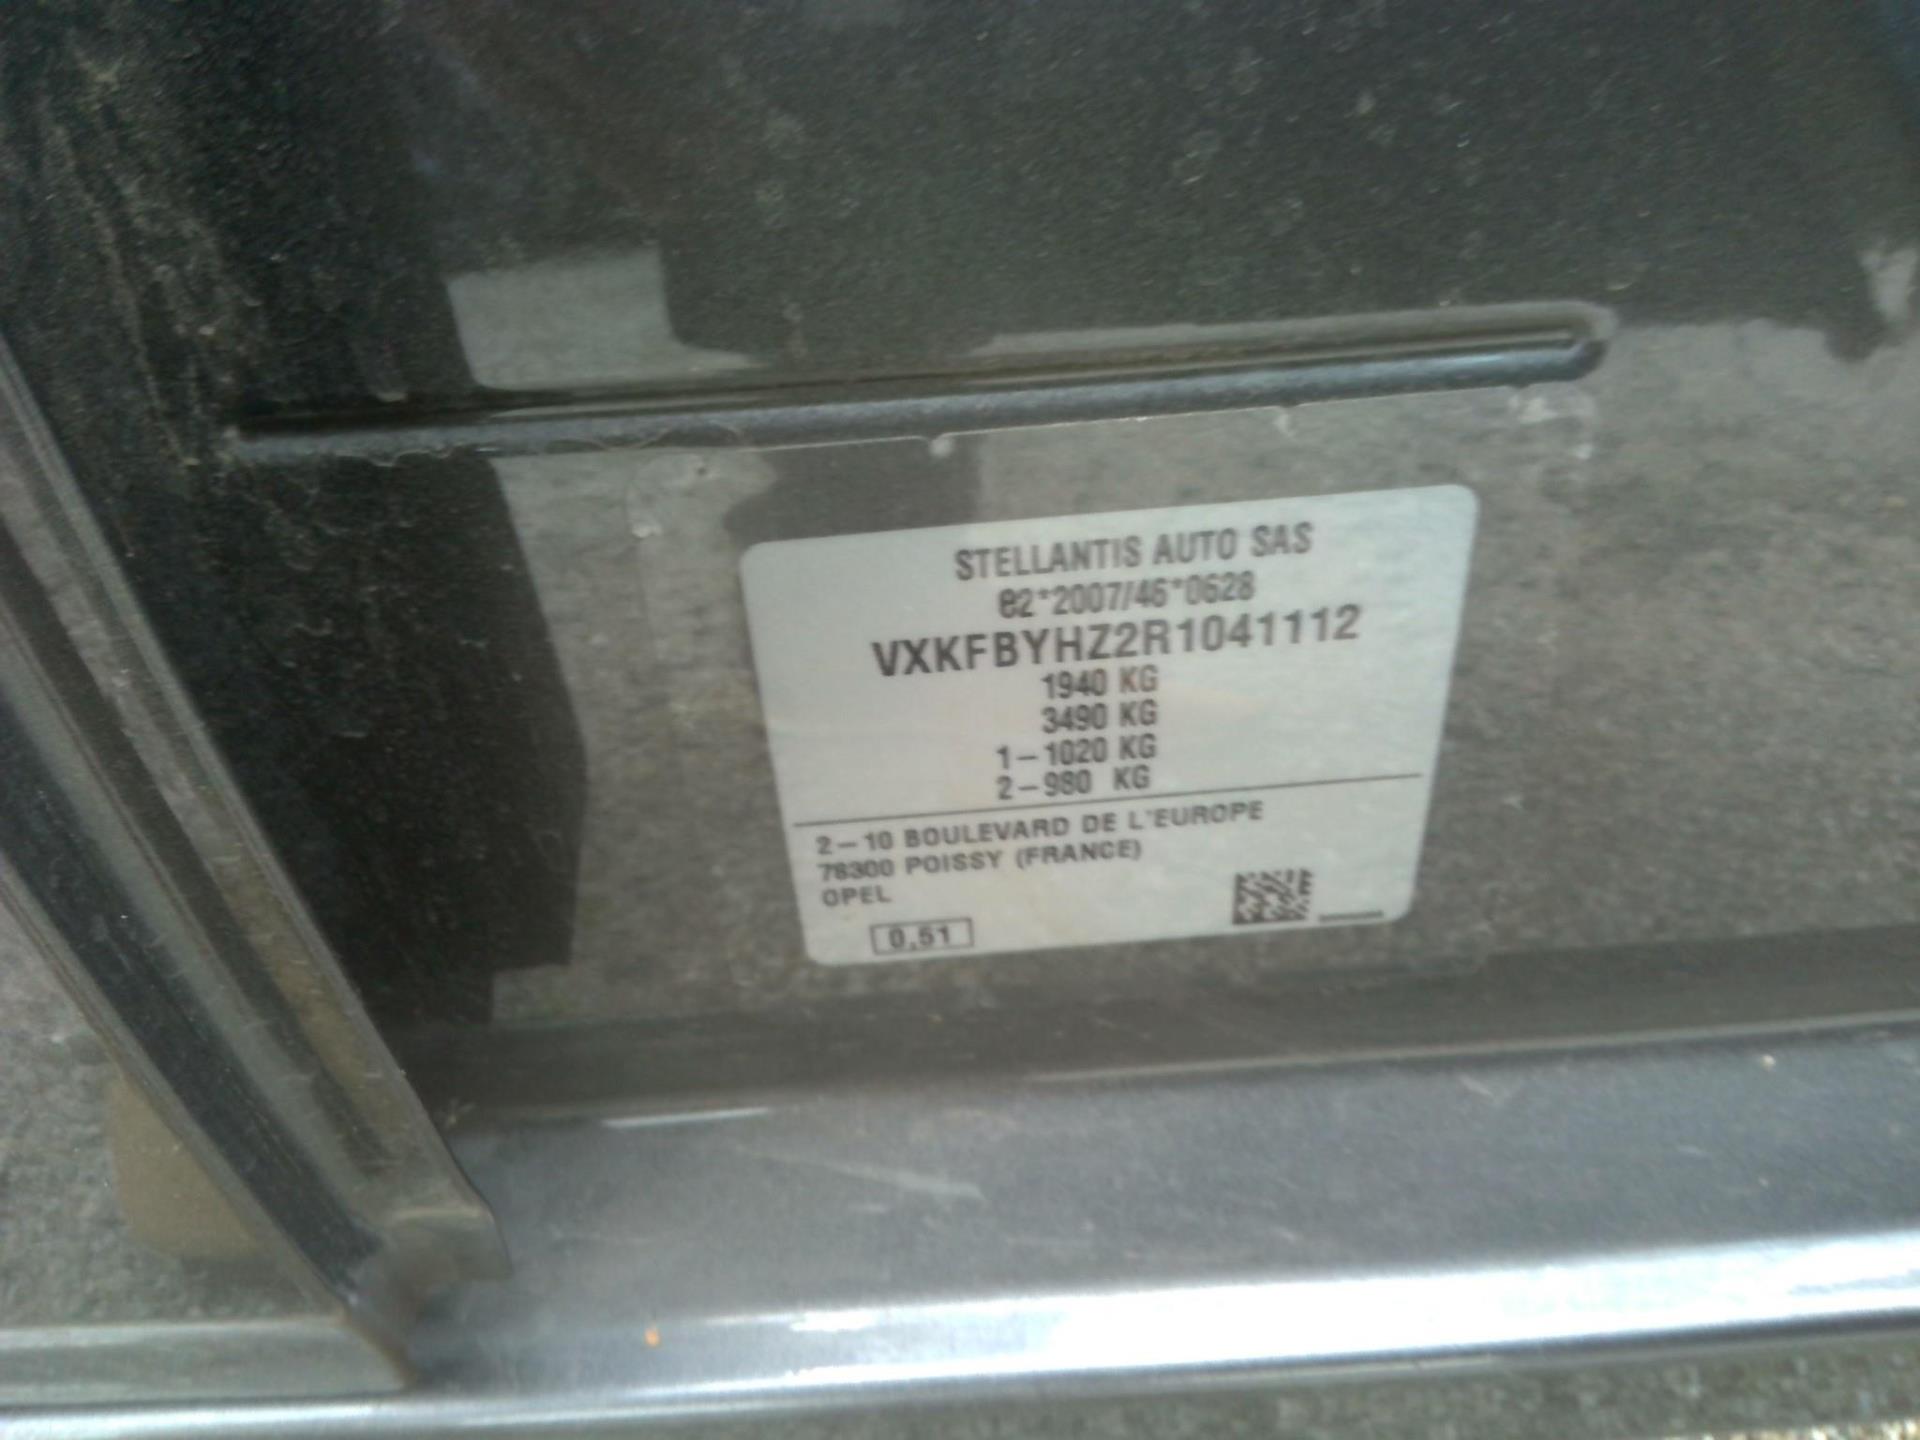 STELLANTIS AUTO SAS
e2*2007/46*0628
VXKFBYHZ2R1041112
1940 KG
3490 KG
1-1020 KG
2-980 KG
2-10 BOULEVARD DE L'EUROPE
78300 POISSY (FRANCE)
OPEL
0,51